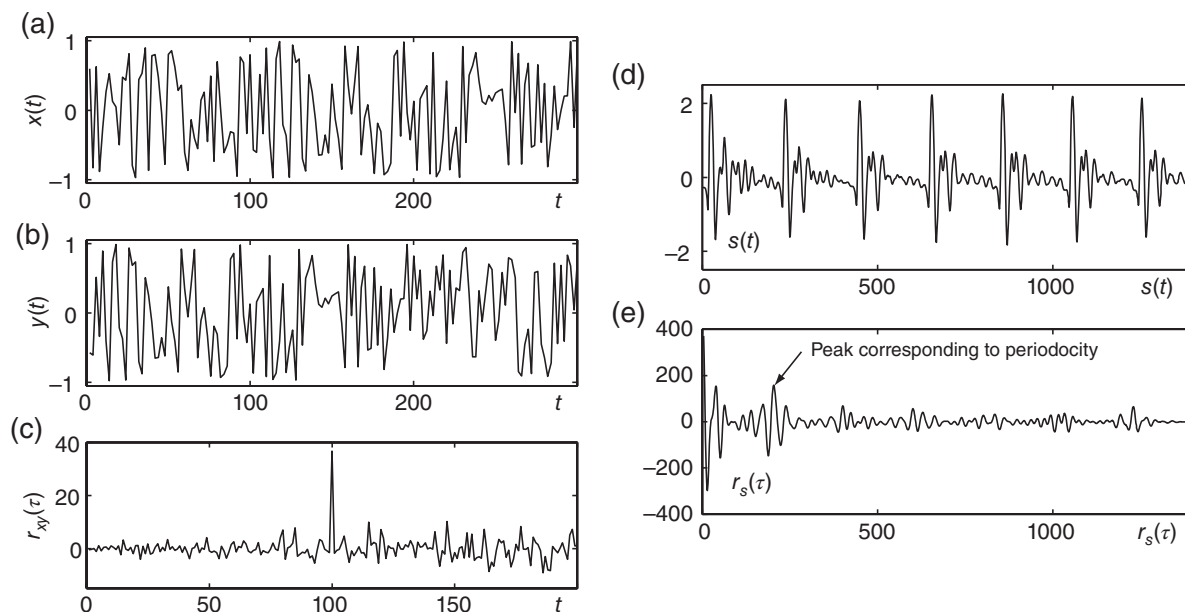 (a)
1
0
−1
x(t)
0
100
200
t
(b)
1
0
−1
y(t)
0
100
200
t
(c)
40
20
0
r_xy(τ)
0
50
100
150
t
(d)
2
0
−2
s(t)
0
500
1000
s(t)
(e)
400
200
0
−200
−400
Peak corresponding to periodocity
r_s(τ)
0
500
1000
r_s(τ)